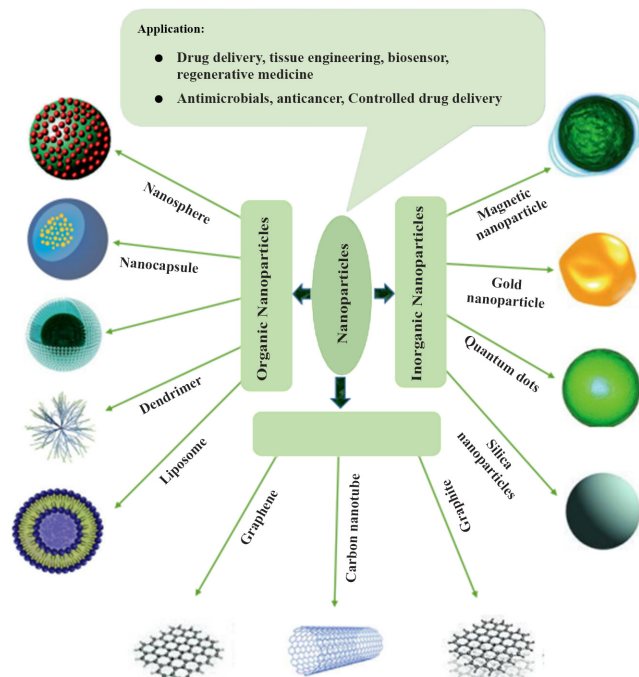 Application:
● Drug delivery, tissue engineering, biosensor,
regenerative medicine
● Antimicrobials, anticancer, Controlled drug delivery
Nanosphere
Nanocapsule
Dendrimer
Liposome
Organic Nanoparticles
Nanoparticles
Inorganic Nanoparticles
Magnetic
nanoparticle
Gold
nanoparticle
Quantum dots
Silica
nanoparticles
Graphene
Carbon nanotube
Graphite